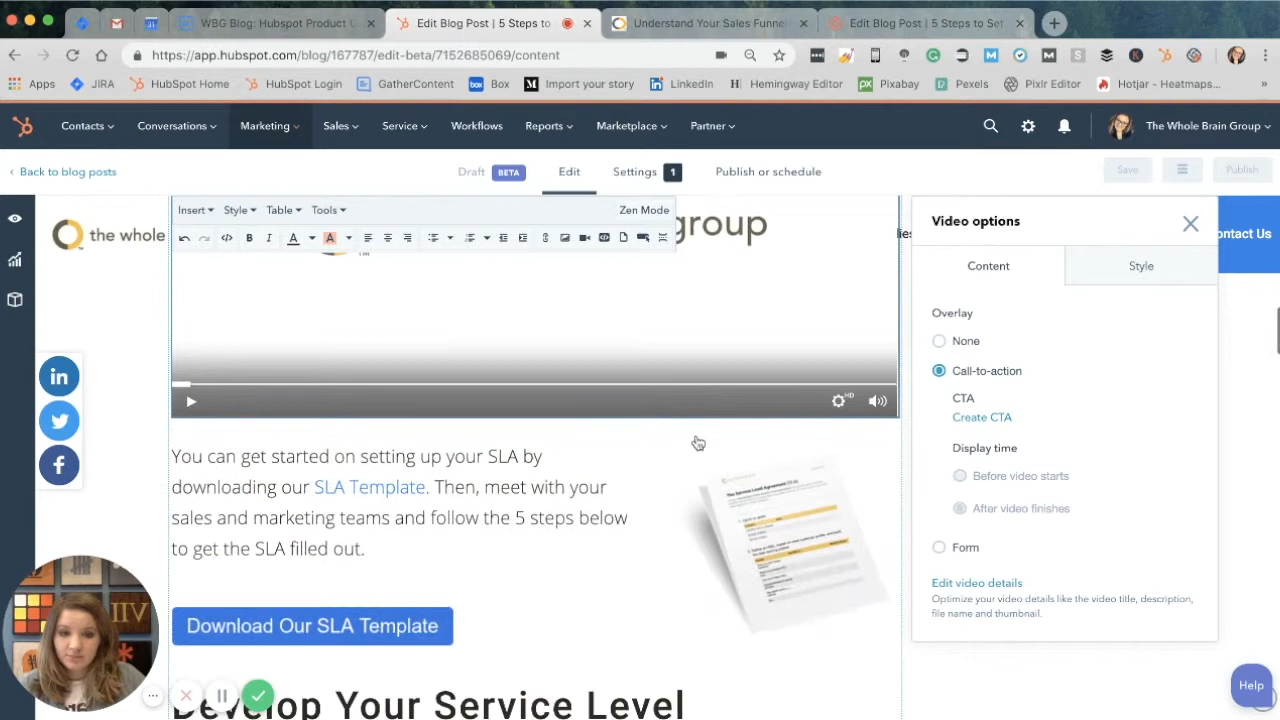 WBG Blog: Hubspot Product U
Edit Blog Post | 5 Steps to
Understand Your Sales Funnel
Edit Blog Post | 5 Steps to Set
https://app.hubspot.com/blog/167787/edit-beta/7152685069/content
Apps
JIRA
HubSpot Home
HubSpot Login
GatherContent
Box
Import your story
LinkedIn
Hemingway Editor
Pixabay
Pexels
Pixlr Editor
Hotjar - Heatmaps...
»
Contacts
Conversations
Marketing
Sales
Service
Workflows
Reports
Marketplace
Partner
The Whole Brain Group
Back to blog posts
Draft BETA
Edit
Settings 1
Publish or schedule
Save
Publish
Insert
Style
Table
Tools
Zen Mode
the whole
group
ontact Us
Video options
Content
Style
Overlay
None
Call-to-action
CTA
Create CTA
Display time
Before video starts
After video finishes
Form
Edit video details
Optimize your video details like the video title, description,
file name and thumbnail.
HD
You can get started on setting up your SLA by
downloading our SLA Template. Then, meet with your
sales and marketing teams and follow the 5 steps below
to get the SLA filled out.
Download Our SLA Template
Develop Your Service Level
Help